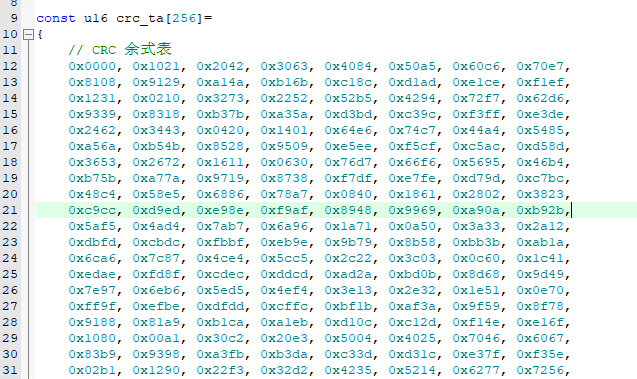 8
9 const u16 crc_ta[256]=
10 {
11 // CRC 余式表
12 0x0000, 0x1021, 0x2042, 0x3063, 0x4084, 0x50a5, 0x60c6, 0x70e7,
13 0x8108, 0x9129, 0xa14a, 0xb16b, 0xc18c, 0xd1ad, 0xe1ce, 0xf1ef,
14 0x1231, 0x0210, 0x3273, 0x2252, 0x52b5, 0x4294, 0x72f7, 0x62d6,
15 0x9339, 0x8318, 0xb37b, 0xa35a, 0xd3bd, 0xc39c, 0xf3ff, 0xe3de,
16 0x2462, 0x3443, 0x0420, 0x1401, 0x64e6, 0x74c7, 0x44a4, 0x5485,
17 0xa56a, 0xb54b, 0x8528, 0x9509, 0xe5ee, 0xf5cf, 0xc5ac, 0xd58d,
18 0x3653, 0x2672, 0x1611, 0x0630, 0x76d7, 0x66f6, 0x5695, 0x46b4,
19 0xb75b, 0xa77a, 0x9719, 0x8738, 0xf7df, 0xe7fe, 0xd79d, 0xc7bc,
20 0x48c4, 0x58e5, 0x6886, 0x78a7, 0x0840, 0x1861, 0x2802, 0x3823,
21 0xc9cc, 0xd9ed, 0xe98e, 0xf9af, 0x8948, 0x9969, 0xa90a, 0xb92b,
22 0x5af5, 0x4ad4, 0x7ab7, 0x6a96, 0x1a71, 0x0a50, 0x3a33, 0x2a12,
23 0xdbfd, 0xcbdc, 0xfbbf, 0xeb9e, 0x9b79, 0x8b58, 0xbb3b, 0xab1a,
24 0x6ca6, 0x7c87, 0x4ce4, 0x5cc5, 0x2c22, 0x3c03, 0x0c60, 0x1c41,
25 0xedae, 0xfd8f, 0xcdec, 0xddcd, 0xad2a, 0xbd0b, 0x8d68, 0x9d49,
26 0x7e97, 0x6eb6, 0x5ed5, 0x4ef4, 0x3e13, 0x2e32, 0x1e51, 0x0e70,
27 0xff9f, 0xefbe, 0xdfdd, 0xcffc, 0xbf1b, 0xaf3a, 0x9f59, 0x8f78,
28 0x9188, 0x81a9, 0xb1ca, 0xa1eb, 0xd10c, 0xc12d, 0xf14e, 0xe16f,
29 0x1080, 0x00a1, 0x30c2, 0x20e3, 0x5004, 0x4025, 0x7046, 0x6067,
30 0x83b9, 0x9398, 0xa3fb, 0xb3da, 0xc33d, 0xd31c, 0xe37f, 0xf35e,
31 0x02b1, 0x1290, 0x22f3, 0x32d2, 0x4235, 0x5214, 0x6277, 0x7256,